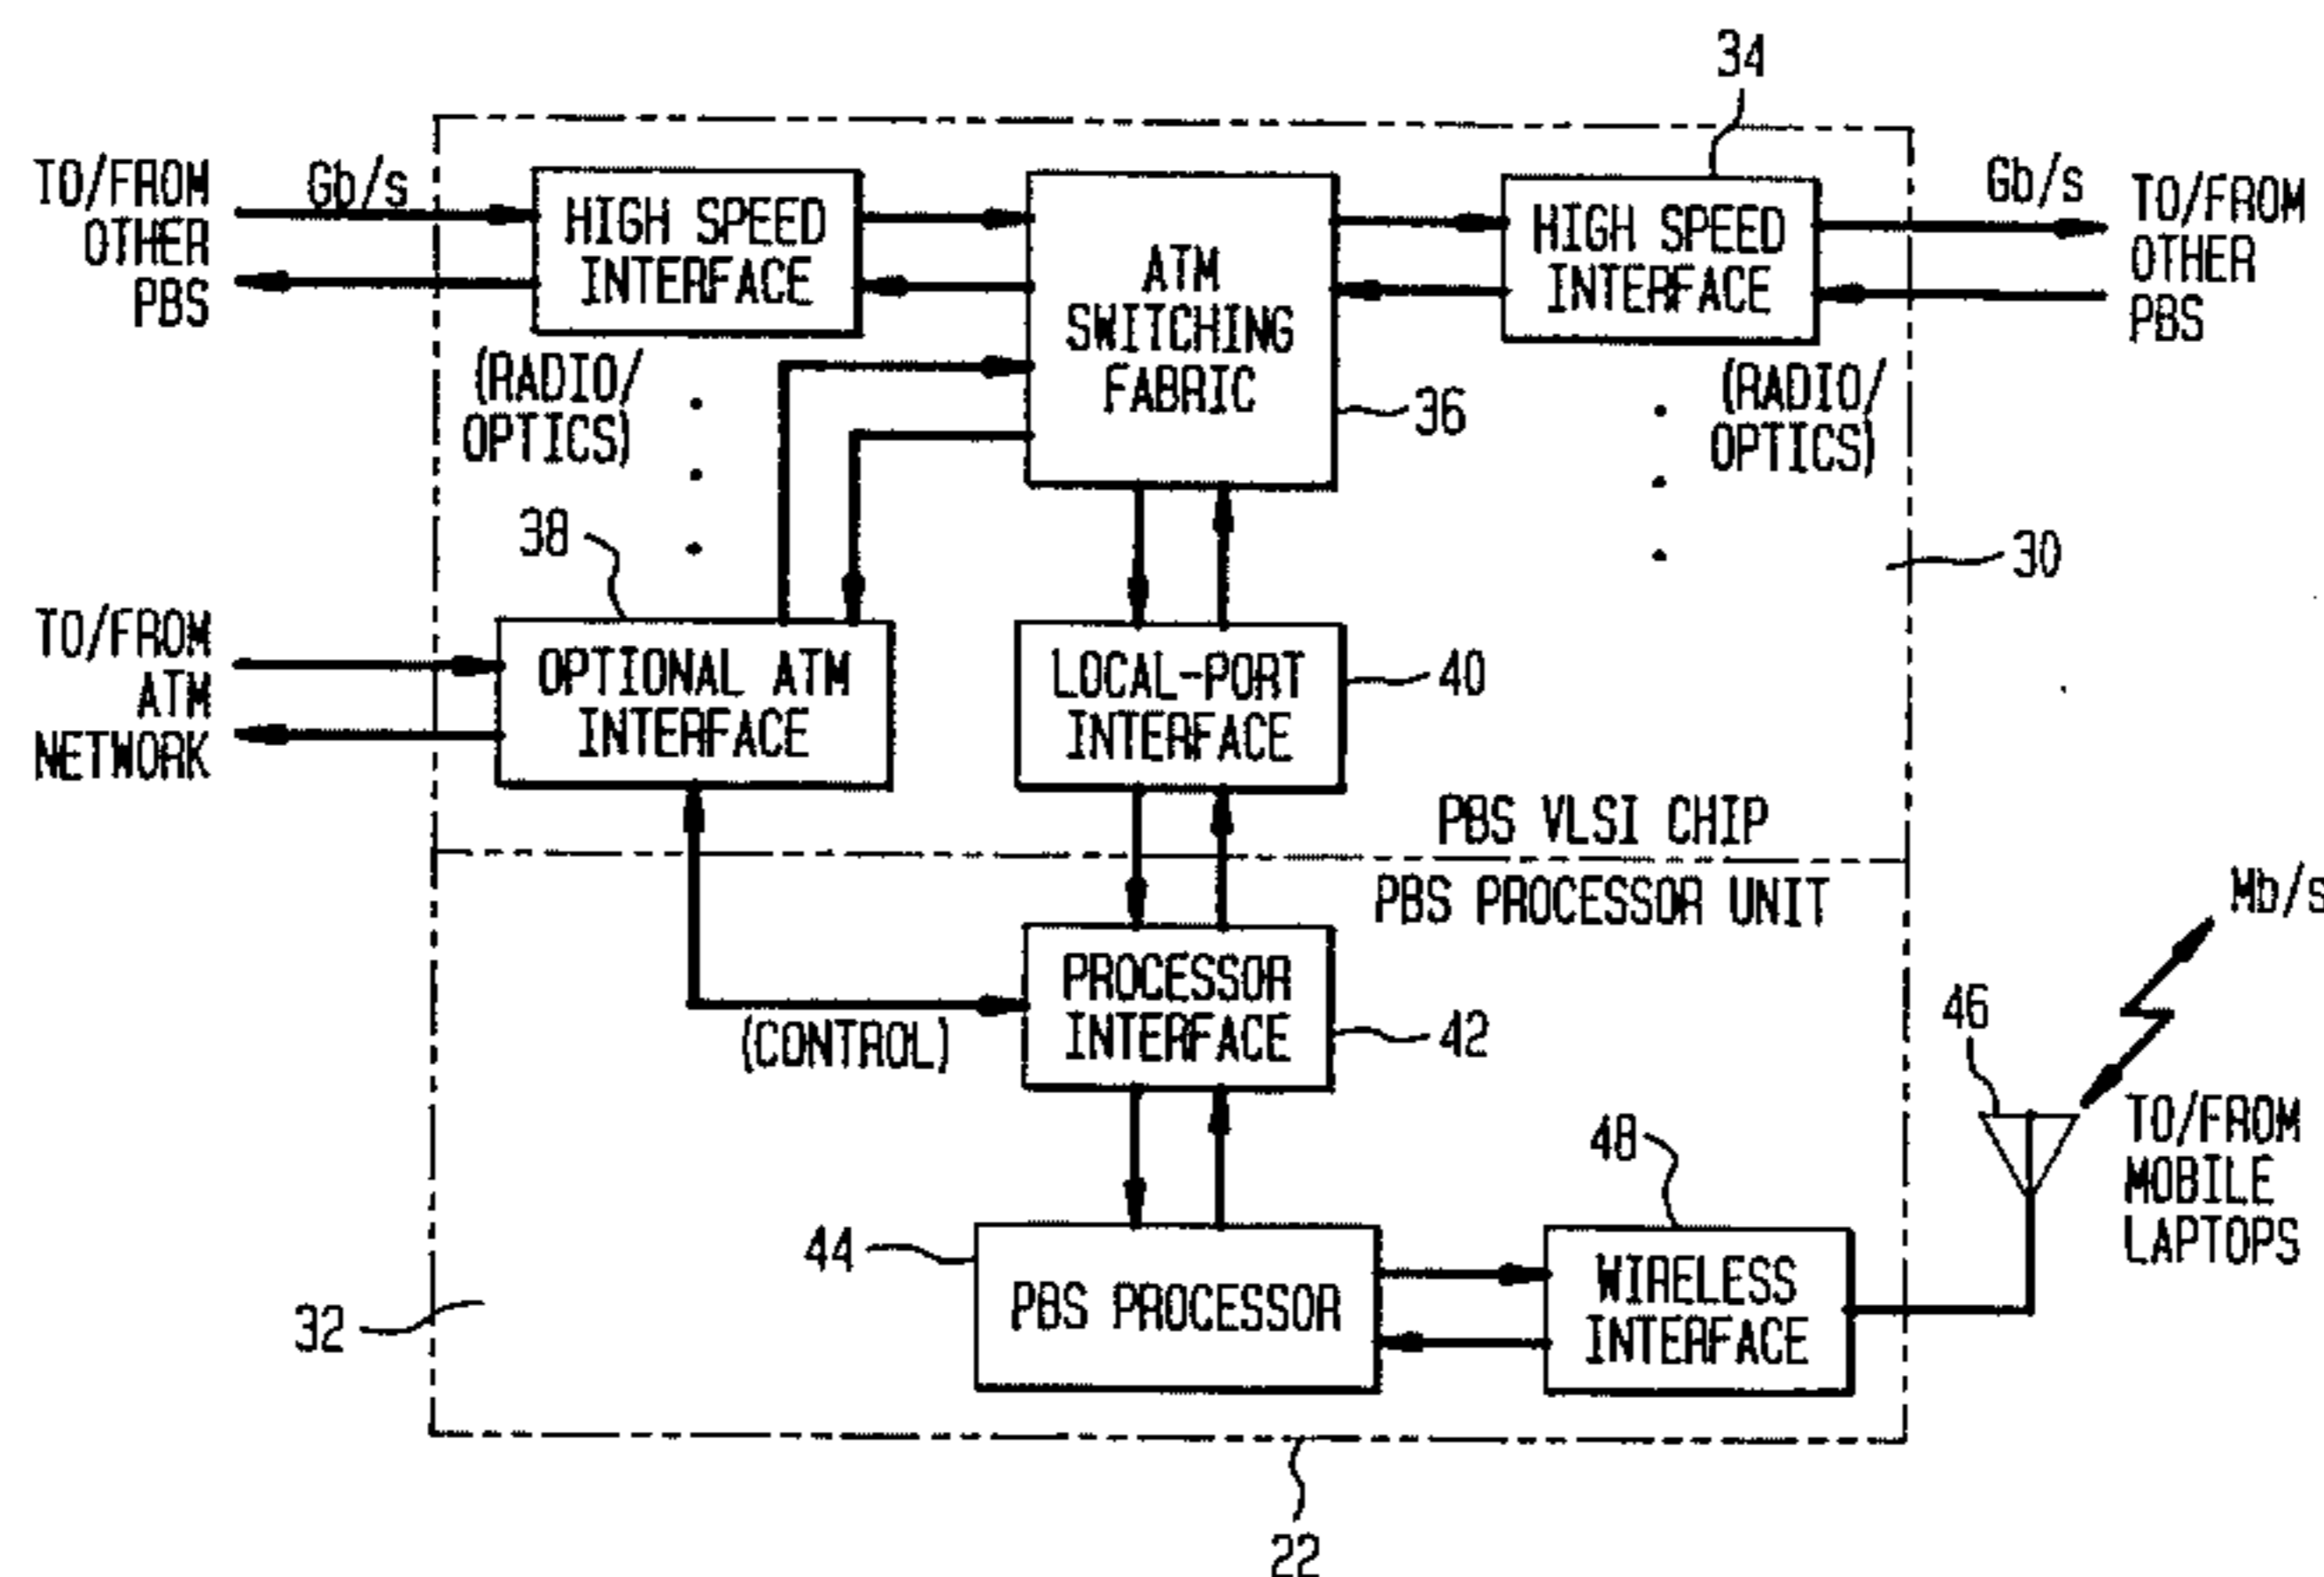 34
TO/FROM
OTHER
PBS
Gb/s
HIGH SPEED
INTERFACE
(RADIO/
OPTICS)
ATM
SWITCHING
FABRIC
36
HIGH SPEED
INTERFACE
(RADIO/
OPTICS)
Gb/s
TO/FROM
OTHER
PBS
30
38
TO/FROM
ATM
NETWORK
OPTIONAL ATM
INTERFACE
LOCAL-PORT
INTERFACE
40
PBS VLSI CHIP
PBS PROCESSOR UNIT
(CONTROL)
PROCESSOR
INTERFACE
42
Mb/s
46
TO/FROM
MOBILE
LAPTOPS
44
PBS PROCESSOR
48
WIRELESS
INTERFACE
32
22